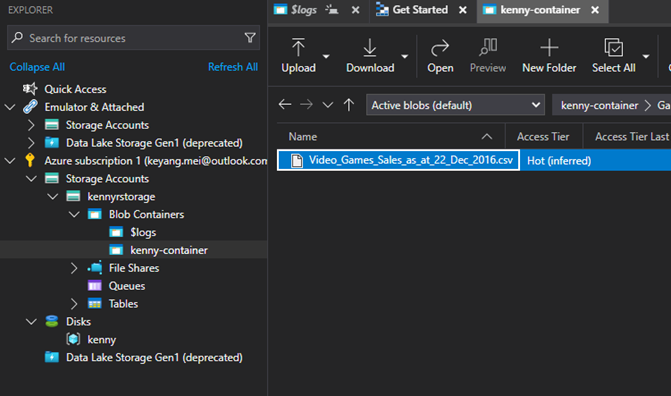 EXPLORER
Search for resources
Collapse All Refresh All
Quick Access
Emulator & Attached
Storage Accounts
Data Lake Storage Gen1 (deprecated)
Azure subscription 1 (keyang.mei@outlook.com
Storage Accounts
kennyrstorage
Blob Containers
$logs
kenny-container
File Shares
Queues
Tables
Disks
kenny
Data Lake Storage Gen1 (deprecated)
$logs Get Started kenny-container
Upload Download Open Preview New Folder Select All
Active blobs (default) kenny-container Ga
Name Access Tier Access Tier Last
Video_Games_Sales_as_at_22_Dec_2016.csv Hot (inferred)